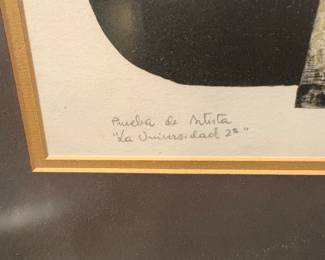 Prueba de Artista
"La Universidad 2ª"